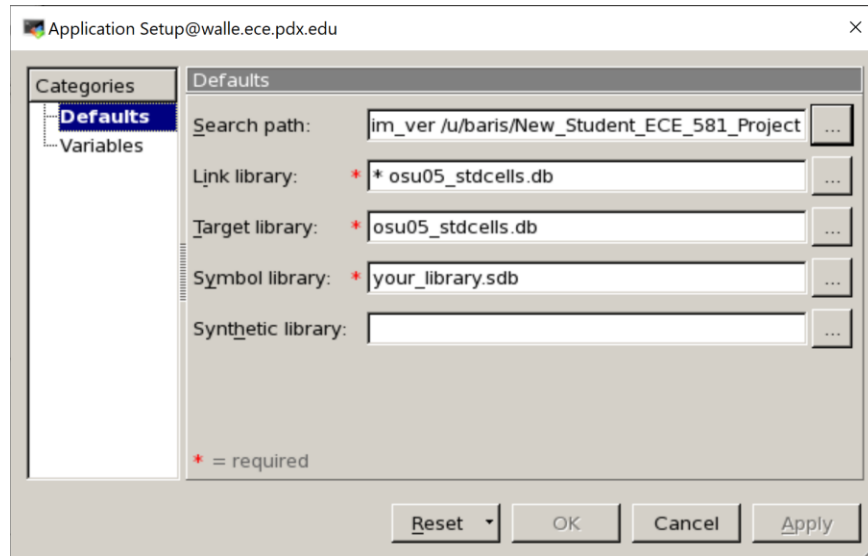 Application Setup@walle.ece.pdx.edu
Categories
Defaults
Variables
Defaults
Search path: im_ver /u/baris/New_Student_ECE_581_Project ...
Link library: * * osu05_stdcells.db ...
Target library: * osu05_stdcells.db ...
Symbol library: * your_library.sdb ...
Synthetic library: ...
* = required
Reset OK Cancel Apply